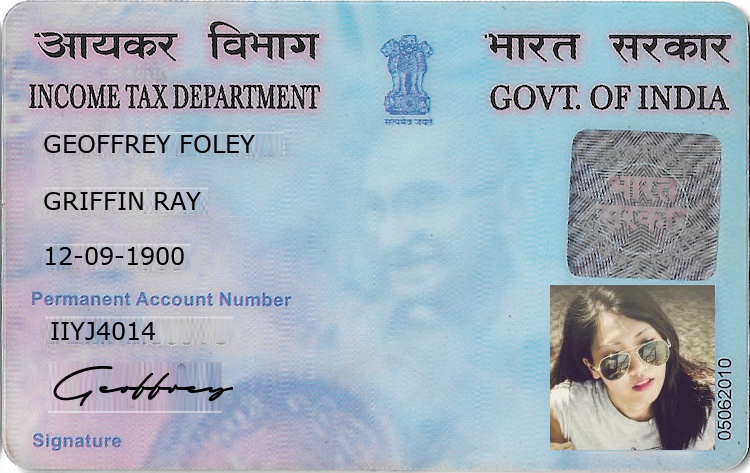 आयकर विभाग
भारत सरकार
INCOME TAX DEPARTMENT
GOVT. OF INDIA
सत्यमेव जयते
GEOFFREY FOLEY
भारत
सरकार
GRIFFIN RAY
12-09-1900
Permanent Account Number
IIYJ4014
Geoffrey
Signature
05062010